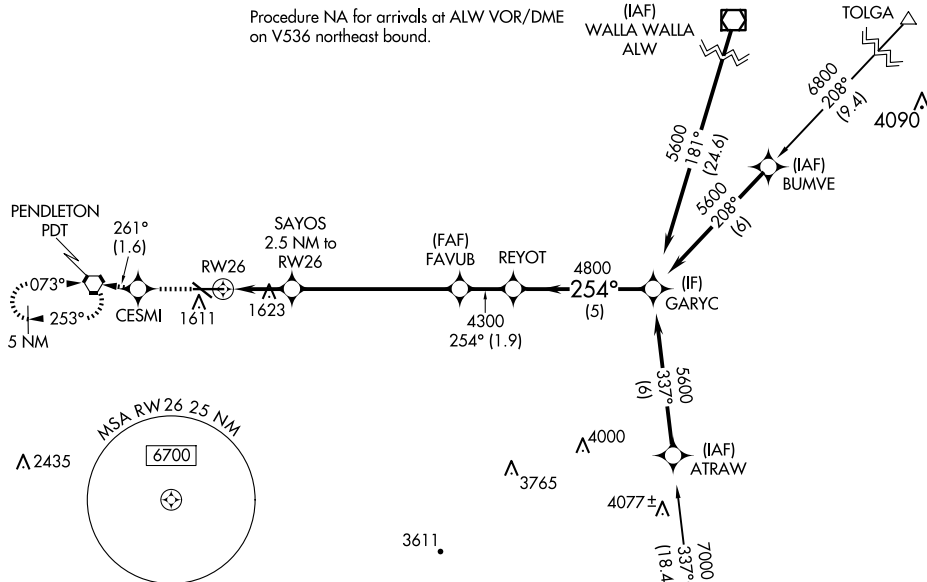 Procedure NA for arrivals at ALW VOR/DME
on V536 northeast bound.
(IAF)
WALLA WALLA
ALW
TOLGA
6800
208°
(9.4)
4090
5600
181°
(24.6)
(IAF)
BUMVE
5600
208°
(6)
PENDLETON
PDT
261°
(1.6)
SAYOS
2.5 NM to
RW26
RW26
(FAF)
FAVUB
REYOT
4800
254°
(5)
(IF)
GARYC
073°
253°
5 NM
CESMI
1611
1623
4300
254° (1.9)
5600
337°
(6)
MSA RW26 25 NM
6700
2435
4000
3765
(IAF)
ATRAW
4077±
3611
7000
337°
(18.4